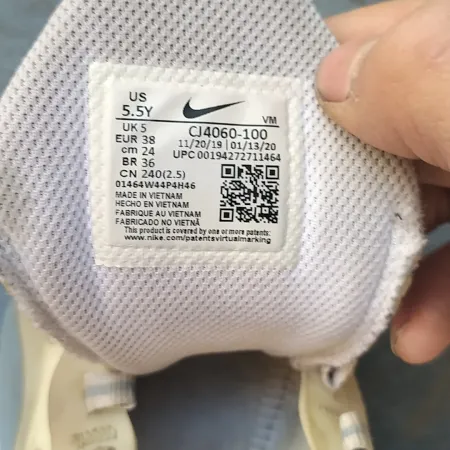 US
5.5Y
VM
UK 5
CJ4060-100
EUR 38
11/20/19 | 01/13/20
cm 24
UPC 00194272711464
BR 36
CN 240(2.5)
01464W44P4H46
MADE IN VIETNAM
HECHO EN VIETNAM
FABRIQUE AU VIETNAM
FABRICADO NO VIETNÃ
This product is covered by one or more patents:
www.nike.com/patentsvirtualmarking